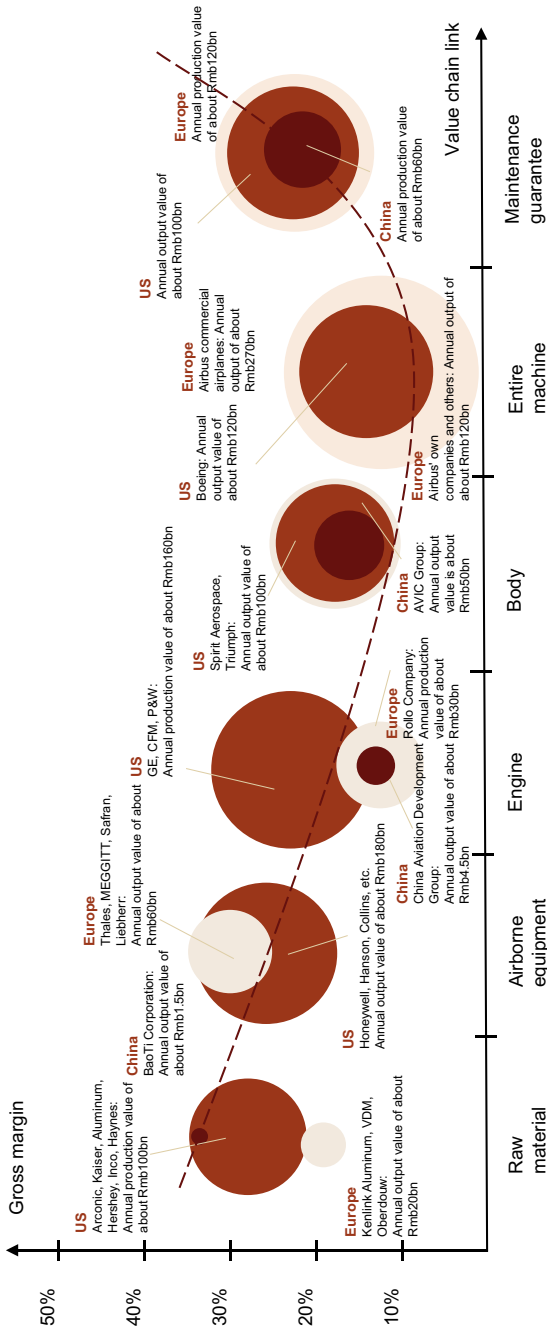 Gross margin
50%
40%
30%
20%
10%
US
Arconic, Kaiser, Aluminum,
Hershey, Inco, Haynes:
Annual production value of
about Rmb100bn
China
BaoTi Corporation:
Annual output value of
about Rmb1.5bn
Europe
Kenlink Aluminum, VDM,
Oberdouw:
Annual output value of about
Rmb20bn
Europe
Thales, MEGGITT, Safran,
Liebherr:
Annual output value of about
Rmb60bn
US
Honeywell, Hanson, Collins, etc.
Annual output value of about Rmb180bn
US
GE, CFM, P&W:
Annual production value of about Rmb160bn
China
China Aviation Development
Group:
Annual output value of about
Rmb4.5bn
Europe
Rollo Company:
Annual production
value of about
Rmb30bn
US
Spirit Aerospace,
Triumph:
Annual output value of
about Rmb100bn
China
AVIC Group:
Annual output
value is about
Rmb50bn
Europe
Airbus' own
companies and others: Annual output of
about Rmb120bn
US
Boeing: Annual
output value of
about Rmb120bn
Europe
Airbus commercial
airplanes: Annual
output of about
Rmb270bn
US
Annual output value of
about Rmb100bn
Europe
Annual production value
of about Rmb120bn
China
Annual production value
of about Rmb60bn
Value chain link
Raw
material
Airborne
equipment
Engine
Body
Entire
machine
Maintenance
guarantee